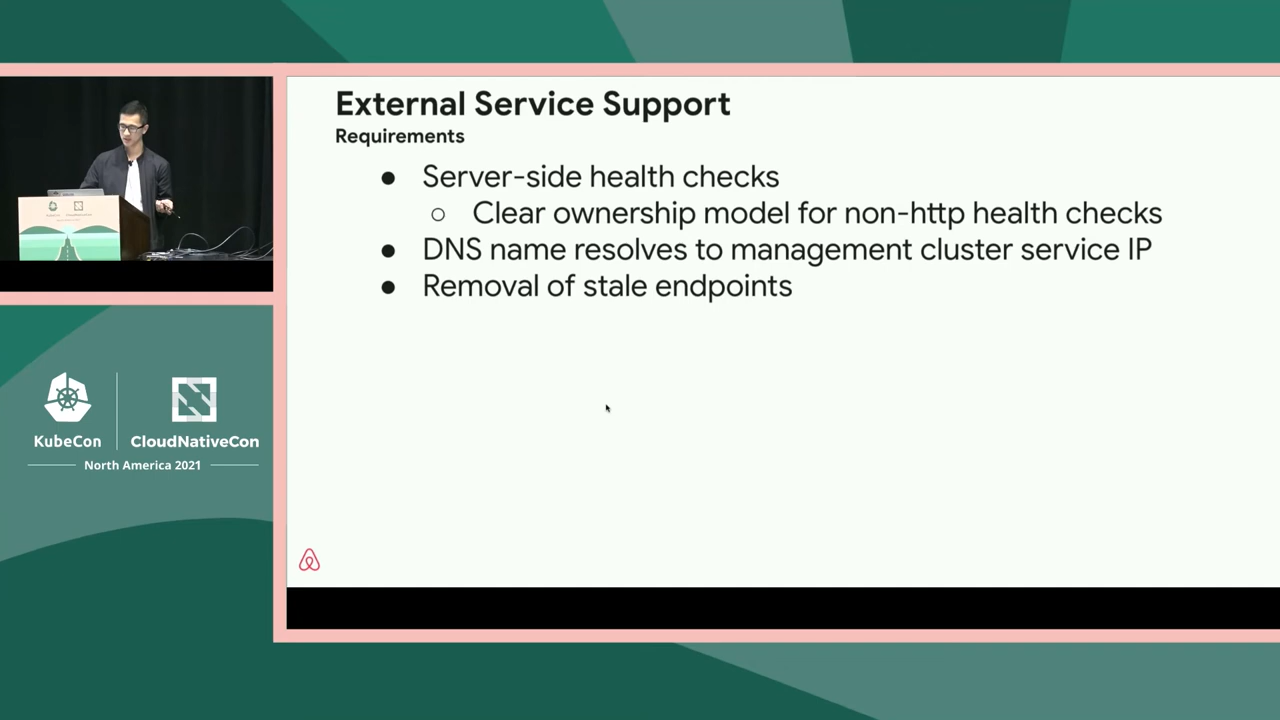 External Service Support
Requirements
● Server-side health checks
○ Clear ownership model for non-http health checks
● DNS name resolves to management cluster service IP
● Removal of stale endpoints
KubeCon
CloudNativeCon
North America 2021